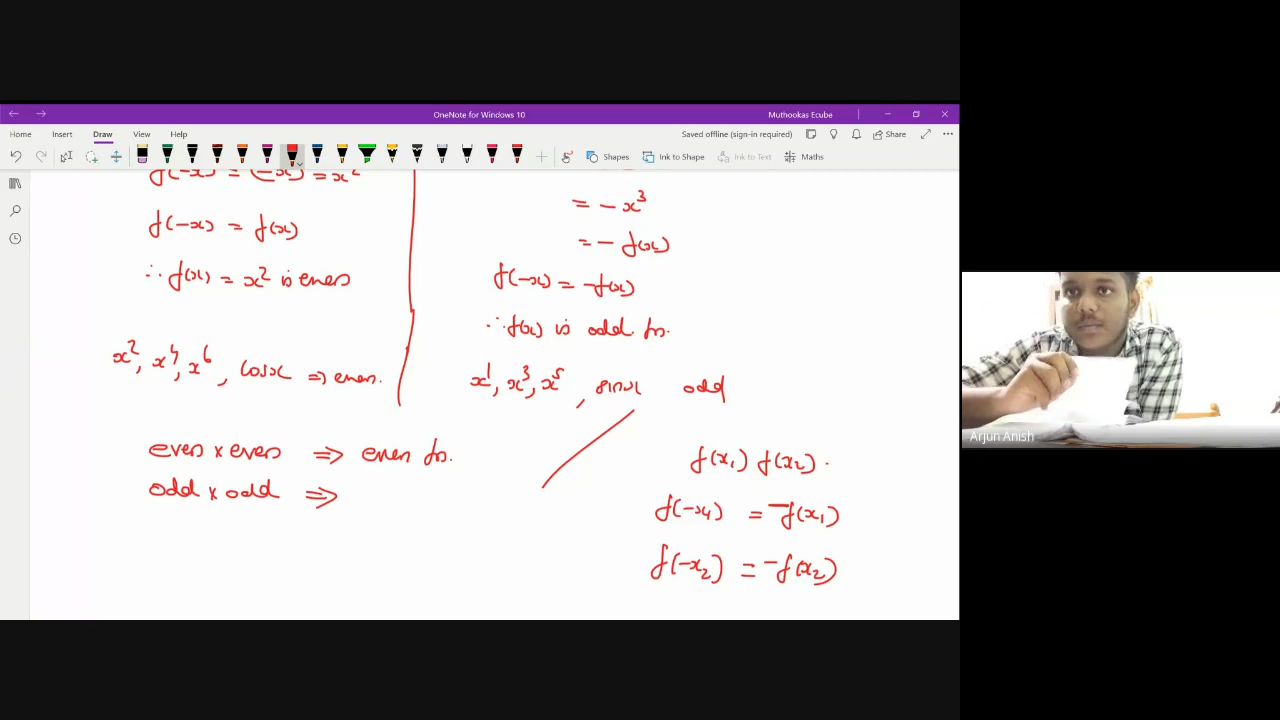 OneNote for Windows 10
Muthookas Ecube
Home Insert Draw View Help
Saved offline (sign-in required) Share
Shapes Ink to Shape Ink to Text Maths
f(-x) = (-x) = x²
f(-x) = f(x)
∴ f(x) = x² is even
x², x⁴, x⁶, cosx ⇒ even.
= - x³
= - f(x)
f(-x) = -f(x)
∴ f(x) is odd fn.
x¹, x³, x⁵, sinx odd
even x even ⇒ even fn.
odd x odd ⇒
f(x₁) f(x₂).
f(-x₁) = -f(x₁)
f(-x₂) = -f(x₂)
Arjun Anish